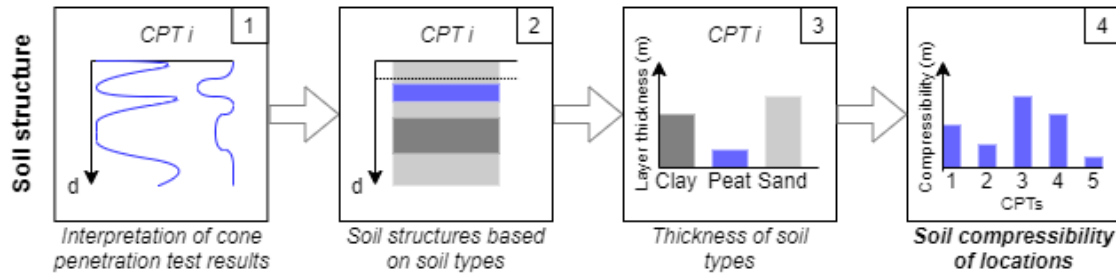 Soil structure
CPT i
1
d
Interpretation of cone
penetration test results
CPT i
2
d
Soil structures based
on soil types
CPT i
3
Layer thickness (m)
Clay Peat Sand
Thickness of soil
types
4
Compressibility (m)
1 2 3 4 5
CPTs
Soil compressibility
of locations